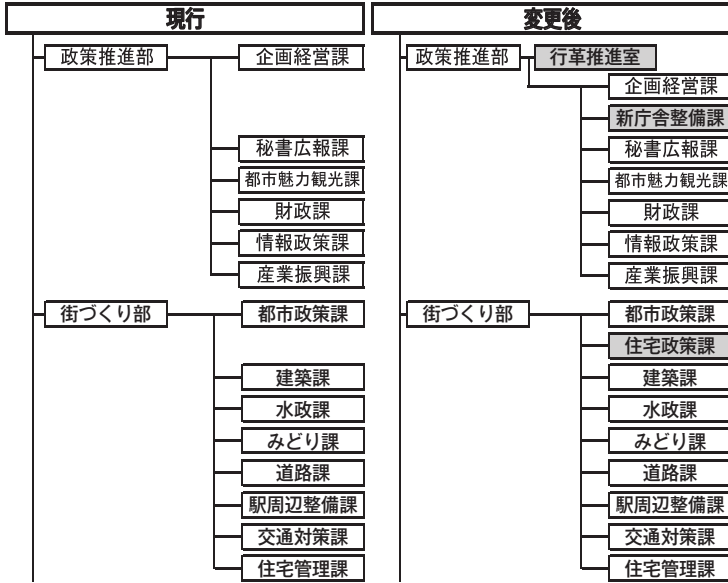 現行
政策推進部
企画経営課
秘書広報課
都市魅力観光課
財政課
情報政策課
産業振興課
街づくり部
都市政策課
建築課
水政課
みどり課
道路課
駅周辺整備課
交通対策課
住宅管理課
変更後
政策推進部
行革推進室
企画経営課
新庁舎整備課
秘書広報課
都市魅力観光課
財政課
情報政策課
産業振興課
街づくり部
都市政策課
住宅政策課
建築課
水政課
みどり課
道路課
駅周辺整備課
交通対策課
住宅管理課